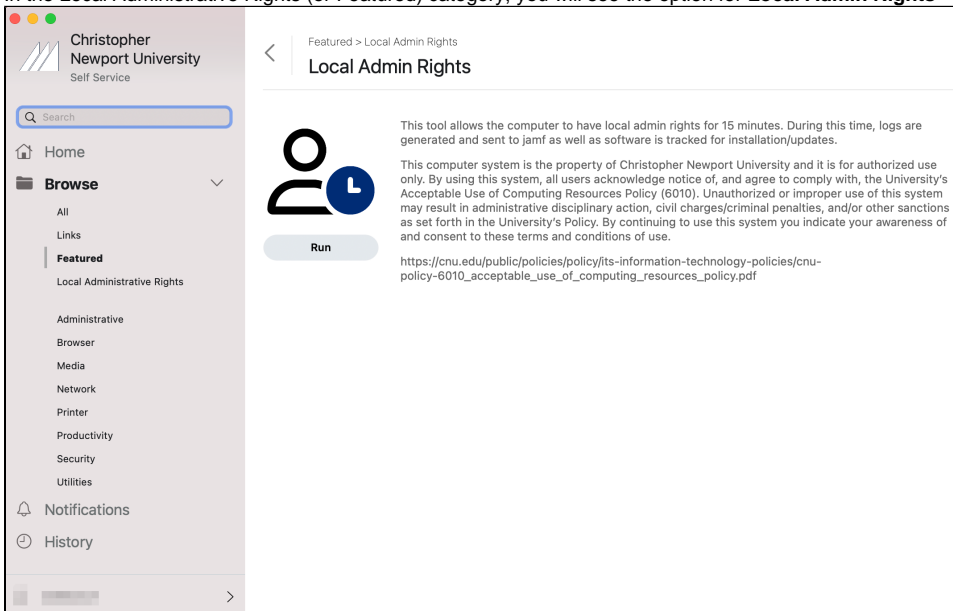 In the Local Administrative Rights (or Featured) category, you will see the option for Local Admin Rights
Christopher
Newport University
Self Service
Search
Home
Browse
All
Links
Featured
Local Administrative Rights
Administrative
Browser
Media
Network
Printer
Productivity
Security
Utilities
Notifications
History
Featured > Local Admin Rights
Local Admin Rights
Run
This tool allows the computer to have local admin rights for 15 minutes. During this time, logs are
generated and sent to jamf as well as software is tracked for installation/updates.
This computer system is the property of Christopher Newport University and it is for authorized use
only. By using this system, all users acknowledge notice of, and agree to comply with, the University's
Acceptable Use of Computing Resources Policy (6010). Unauthorized or improper use of this system
may result in administrative disciplinary action, civil charges/criminal penalties, and/or other sanctions
as set forth in the University's Policy. By continuing to use this system you indicate your awareness of
and consent to these terms and conditions of use.
https://cnu.edu/public/policies/policy/its-information-technology-policies/cnu-
policy-6010_acceptable_use_of_computing_resources_policy.pdf